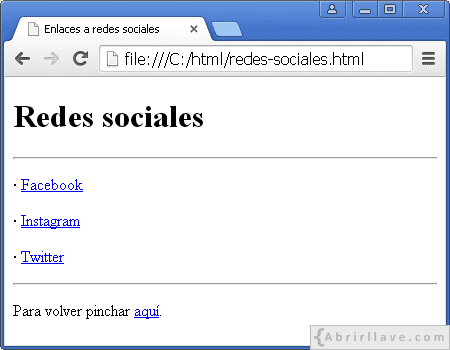 Enlaces a redes sociales
file:///C:/html/redes-sociales.html
Redes sociales
· Facebook
· Instagram
· Twitter
Para volver pinchar aquí.
{Abrirllave.com